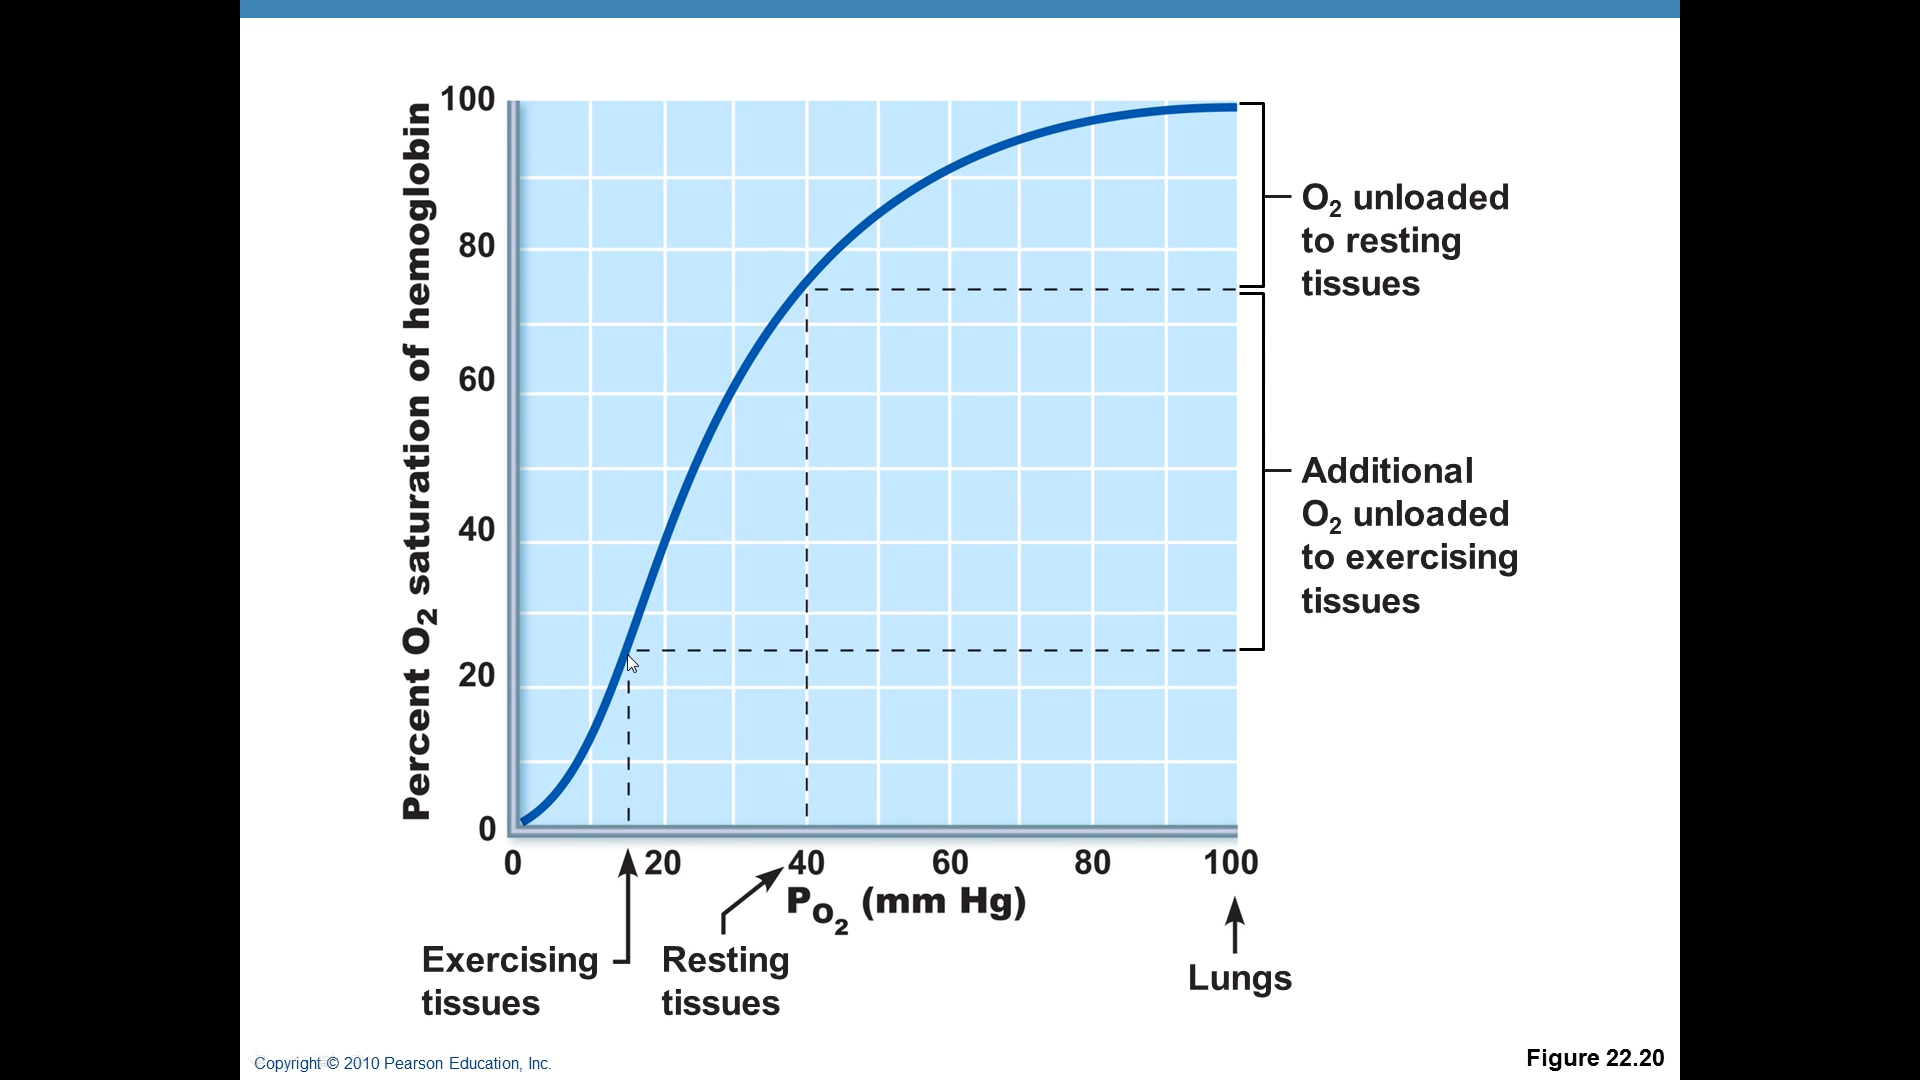 Percent O₂ saturation of hemoglobin
100
80
60
40
20
0
O₂ unloaded
to resting
tissues
Additional
O₂ unloaded
to exercising
tissues
0 20 40 60 80 100
P O₂ (mm Hg)
Exercising
tissues
Resting
tissues
Lungs
Copyright © 2010 Pearson Education, Inc.
Figure 22.20